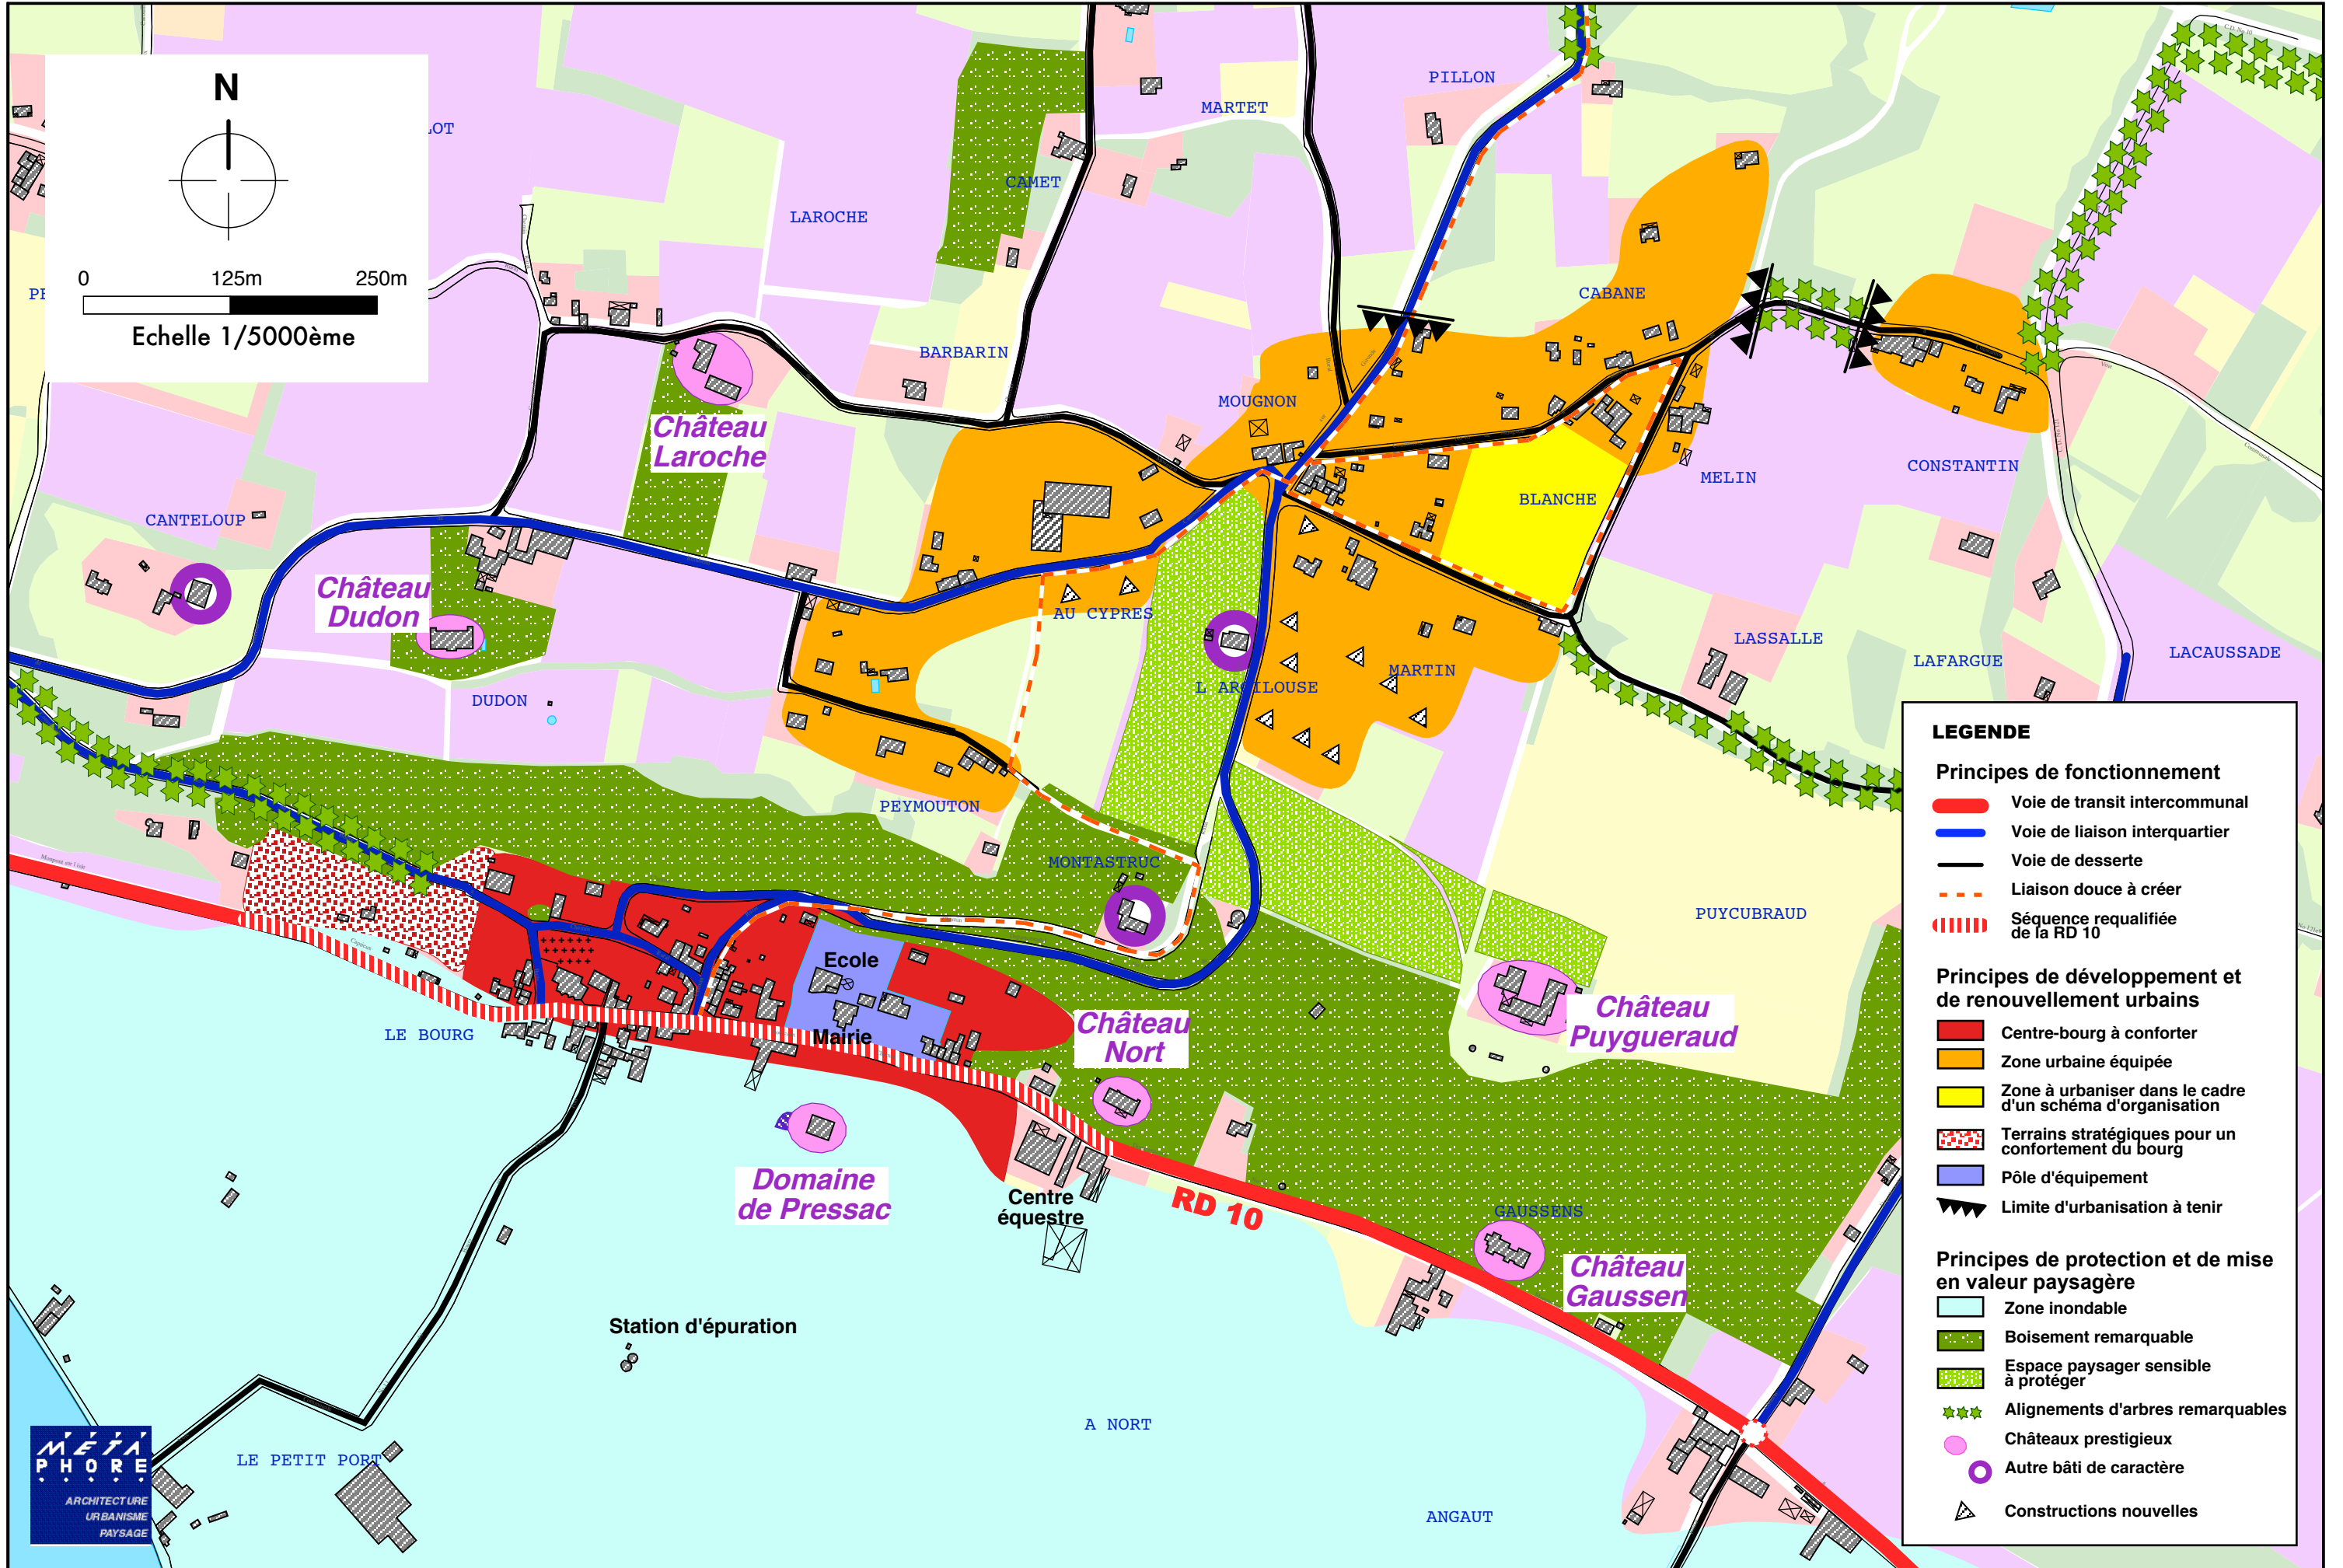 N
0 125m 250m
Echelle 1/5000ème
LOT
PILLON
MARTET
CAMET
LAROCHE
CABANE
BARBARIN
MOUGNON
Château
Laroche
CONSTANTIN
MELIN
BLANCHE
CANTELOUP
Château
Dudon
AU CYPRES
LASSALLE
LACAUSSADE
LAFARGUE
MARTIN
L ARGILOUSE
DUDON
PEYMOUTON
MONTASTRUC
PUYCUBRAUD
Ecole
Mairie
LE BOURG
Château
Nort
Château
Puygueraud
Domaine
de Pressac
Centre
équestre
RD 10
GAUSSENS
Château
Gaussen
Station d'épuration
A NORT
LE PETIT PORT
ANGAUT
META
PHORE
ARCHITECTURE
URBANISME
PAYSAGE
LEGENDE
Principes de fonctionnement
Voie de transit intercommunal
Voie de liaison interquartier
Voie de desserte
Liaison douce à créer
Séquence requalifiée
de la RD 10
Principes de développement et
de renouvellement urbains
Centre-bourg à conforter
Zone urbaine équipée
Zone à urbaniser dans le cadre
d'un schéma d'organisation
Terrains stratégiques pour un
confortement du bourg
Pôle d'équipement
Limite d'urbanisation à tenir
Principes de protection et de mise
en valeur paysagère
Zone inondable
Boisement remarquable
Espace paysager sensible
à protéger
Alignements d'arbres remarquables
Châteaux prestigieux
Autre bâti de caractère
Constructions nouvelles